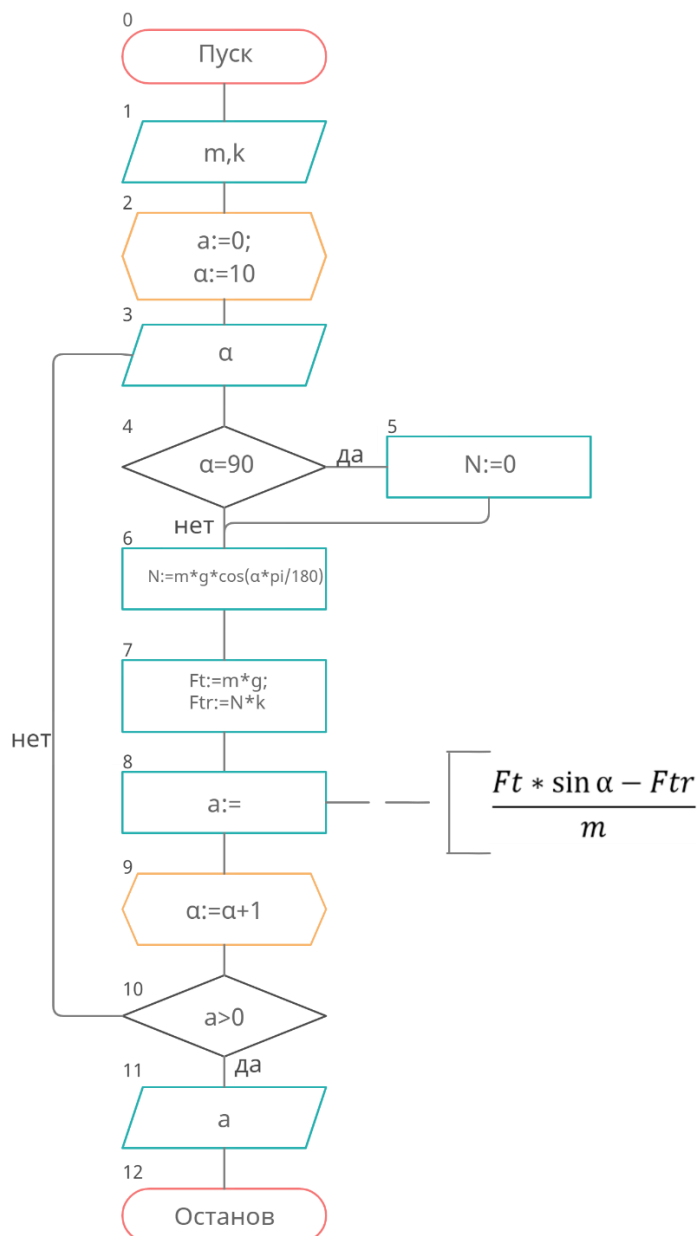 0
Пуск
1
m,k
2
a:=0;
α:=10
3
α
4
α=90
да
5
N:=0
нет
6
N:=m*g*cos(α*pi/180)
7
Ft:=m*g;
Ftr:=N*k
нет
8
a:=
Ft * sin α − Ftr
m
9
α:=α+1
10
a>0
да
11
a
12
Останов